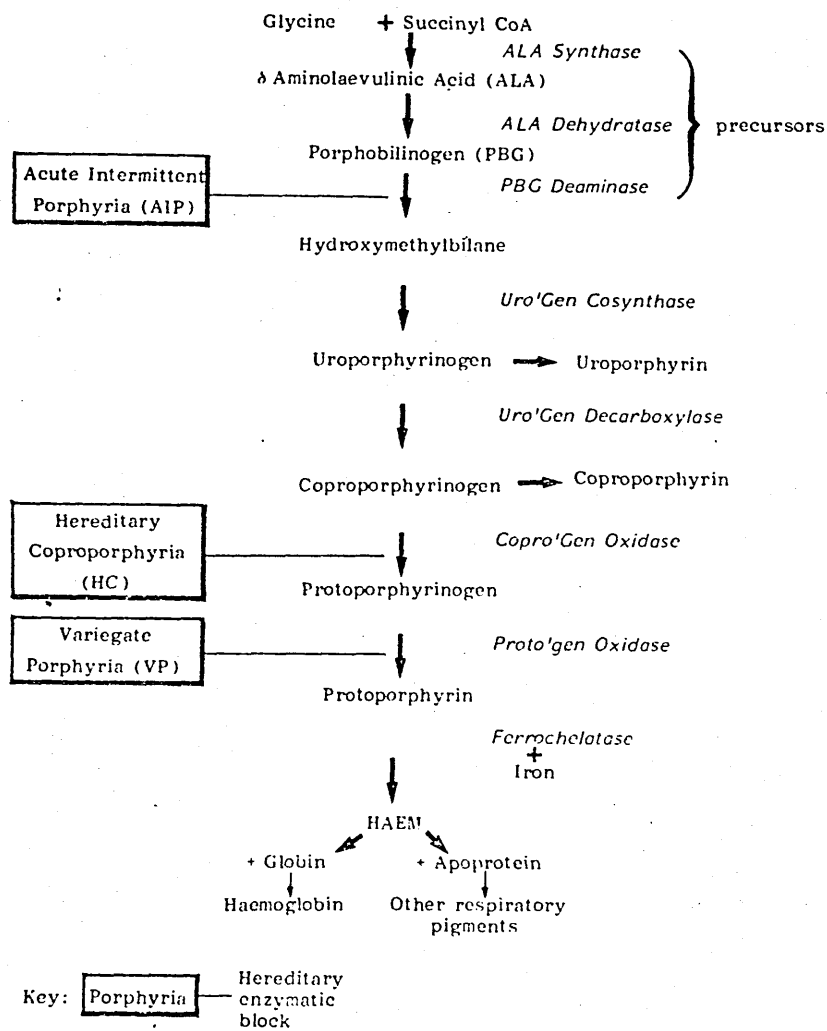 Glycine + Succinyl CoA
ALA Synthase
δ Aminolaevulinic Acid (ALA)
ALA Dehydratase
precursors
Porphobilinogen (PBG)
PBG Deaminase
Acute Intermittent
Porphyria (AIP)
Hydroxymethylbilane
Uro'Gen Cosynthase
Uroporphyrinogen
Uroporphyrin
Uro'Gen Decarboxylase
Coproporphyrinogen
Coproporphyrin
Hereditary
Coproporphyria
(HC)
Copro'Gen Oxidase
Protoporphyrinogen
Variegate
Porphyria (VP)
Proto'gen Oxidase
Protoporphyrin
Ferrochelatase
+
Iron
HAEM
+ Globin
+ Apoprotein
Haemoglobin
Other respiratory
pigments
Key: Porphyria
Hereditary
enzymatic
block